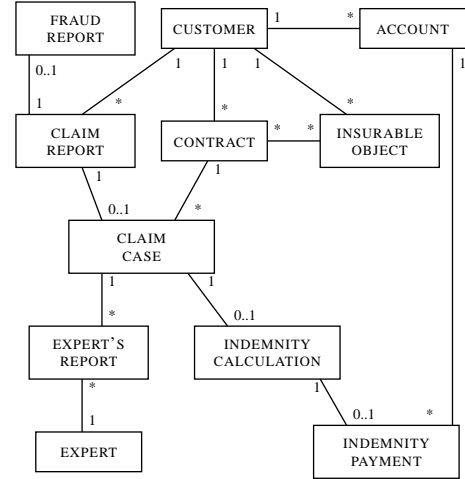 FRAUD
REPORT
CUSTOMER
1
*
ACCOUNT
0..1
1
1
1
1
1
*
*
*
CLAIM
REPORT
CONTRACT
*
*
INSURABLE
OBJECT
1
1
0..1
*
CLAIM
CASE
1
1
*
0..1
EXPERT'S
REPORT
INDEMNITY
CALCULATION
*
1
1
0..1
*
EXPERT
INDEMNITY
PAYMENT